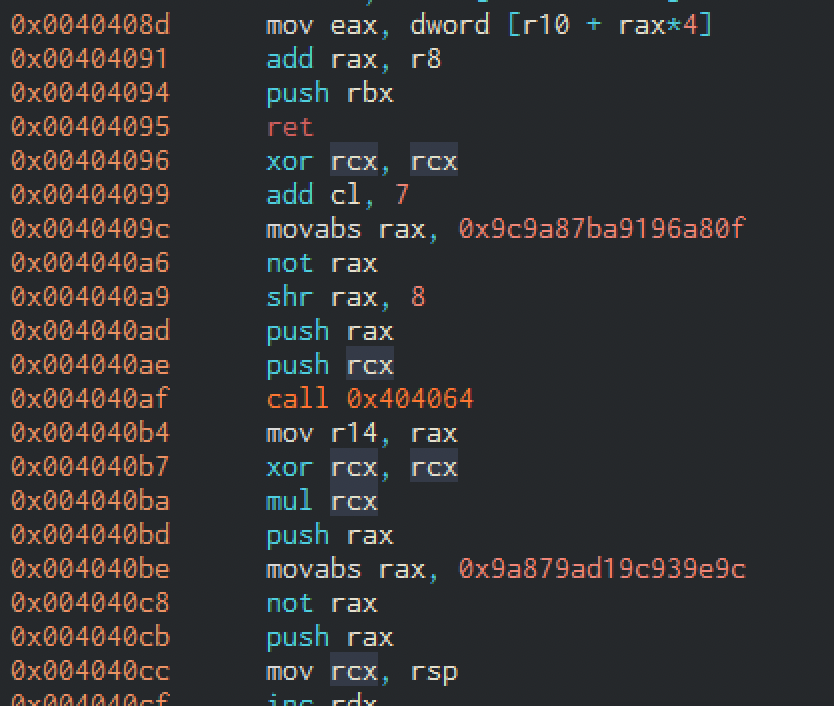 0x0040408d mov eax, dword [r10 + rax*4]
0x00404091 add rax, r8
0x00404094 push rbx
0x00404095 ret
0x00404096 xor rcx, rcx
0x00404099 add cl, 7
0x0040409c movabs rax, 0x9c9a87ba9196a80f
0x004040a6 not rax
0x004040a9 shr rax, 8
0x004040ad push rax
0x004040ae push rcx
0x004040af call 0x404064
0x004040b4 mov r14, rax
0x004040b7 xor rcx, rcx
0x004040ba mul rcx
0x004040bd push rax
0x004040be movabs rax, 0x9a879ad19c939e9c
0x004040c8 not rax
0x004040cb push rax
0x004040cc mov rcx, rsp
0x004040cf inc rdx